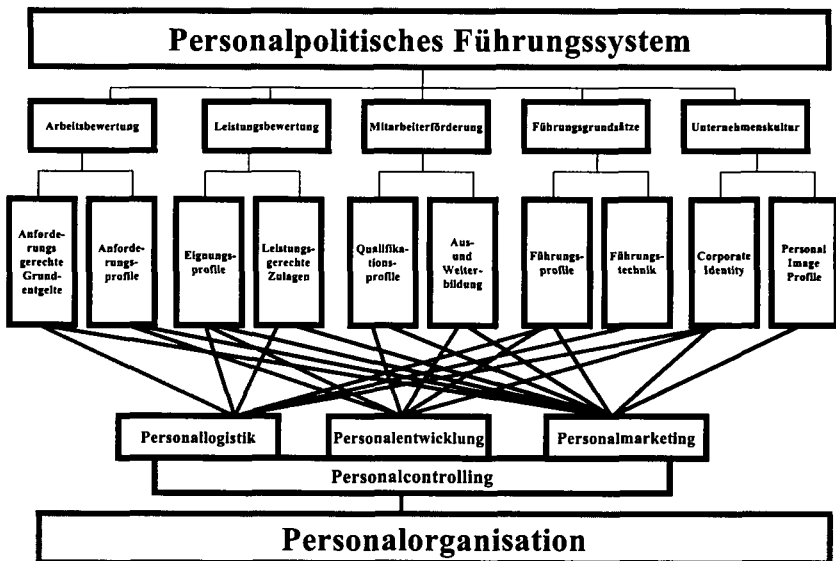 Personalpolitisches Führungssystem
Arbeitsbewertung
Leistungsbewertung
Mitarbeiterförderung
Führungsgrundsätze
Unternehmenskultur
Anforde-
rungs
gerechte
Grund-
entgelte
Anforde-
rungs-
profile
Eignungs-
profile
Leistungs-
gerechte
Zulagen
Qualifika-
tions-
profile
Aus-
und
Weiter-
bildung
Führungs-
profile
Führungs-
technik
Corporate
Identity
Personal
Image
Profile
Personallogistik
Personalentwicklung
Personalmarketing
Personalcontrolling
Personalorganisation